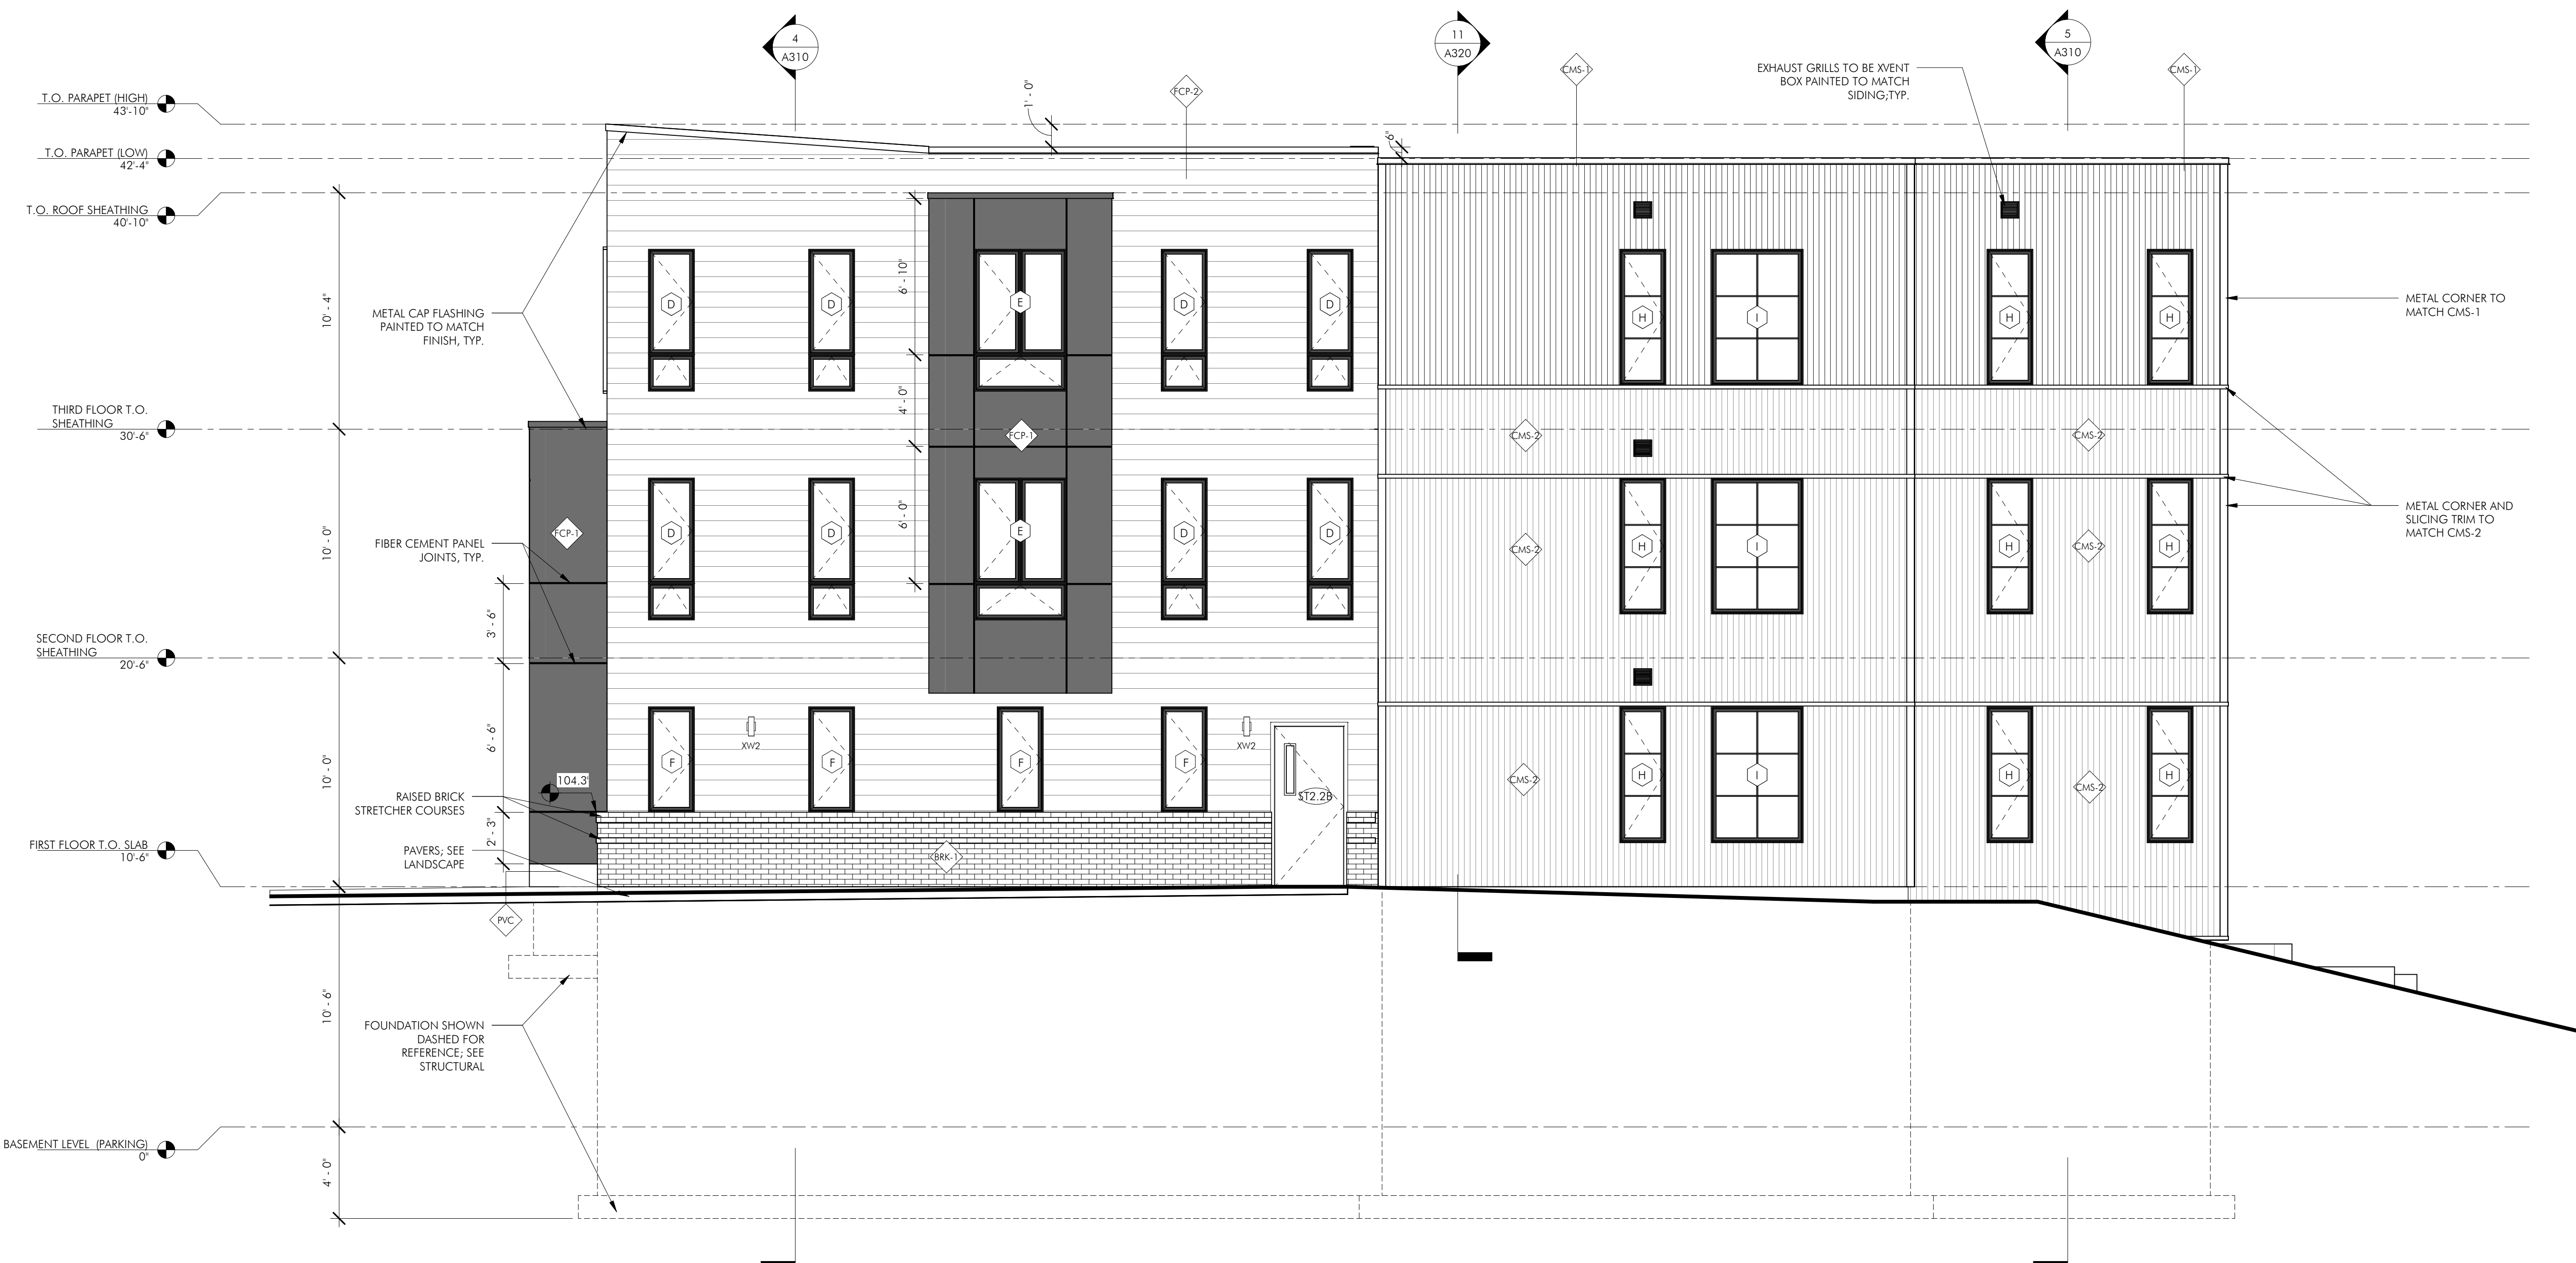 4
A310
11
A320
5
A310
CMS-1
CMS-1
FCP-2
1' - 0"
6"
EXHAUST GRILLS TO BE XVENT
BOX PAINTED TO MATCH
SIDING;TYP.
T.O. PARAPET (HIGH)
43'-10"
T.O. PARAPET (LOW)
42'-4"
T.O. ROOF SHEATHING
40'-10"
THIRD FLOOR T.O.
SHEATHING
30'-6"
SECOND FLOOR T.O.
SHEATHING
20'-6"
FIRST FLOOR T.O. SLAB
10'-6"
BASEMENT LEVEL (PARKING)
0"
10' - 4"
10' - 0"
10' - 0"
10' - 6"
4' - 0"
METAL CAP FLASHING
PAINTED TO MATCH
FINISH, TYP.
FIBER CEMENT PANEL
JOINTS, TYP.
RAISED BRICK
STRETCHER COURSES
PAVERS; SEE
LANDSCAPE
FOUNDATION SHOWN
DASHED FOR
REFERENCE; SEE
STRUCTURAL
3' - 6"
6' - 6"
2' - 3"
FCP-1
104.3'
PVC
6' - 10"
4' - 0"
6' - 0"
D
D
E
D
D
FCP-1
D
D
E
D
D
XW2
XW2
F
F
F
F
ST2.2B
BRK-1
H
I
H
H
CMS-2
CMS-2
H
I
H
H
CMS-2
CMS-2
H
I
H
H
CMS-2
CMS-2
METAL CORNER TO
MATCH CMS-1
METAL CORNER AND
SLICING TRIM TO
MATCH CMS-2